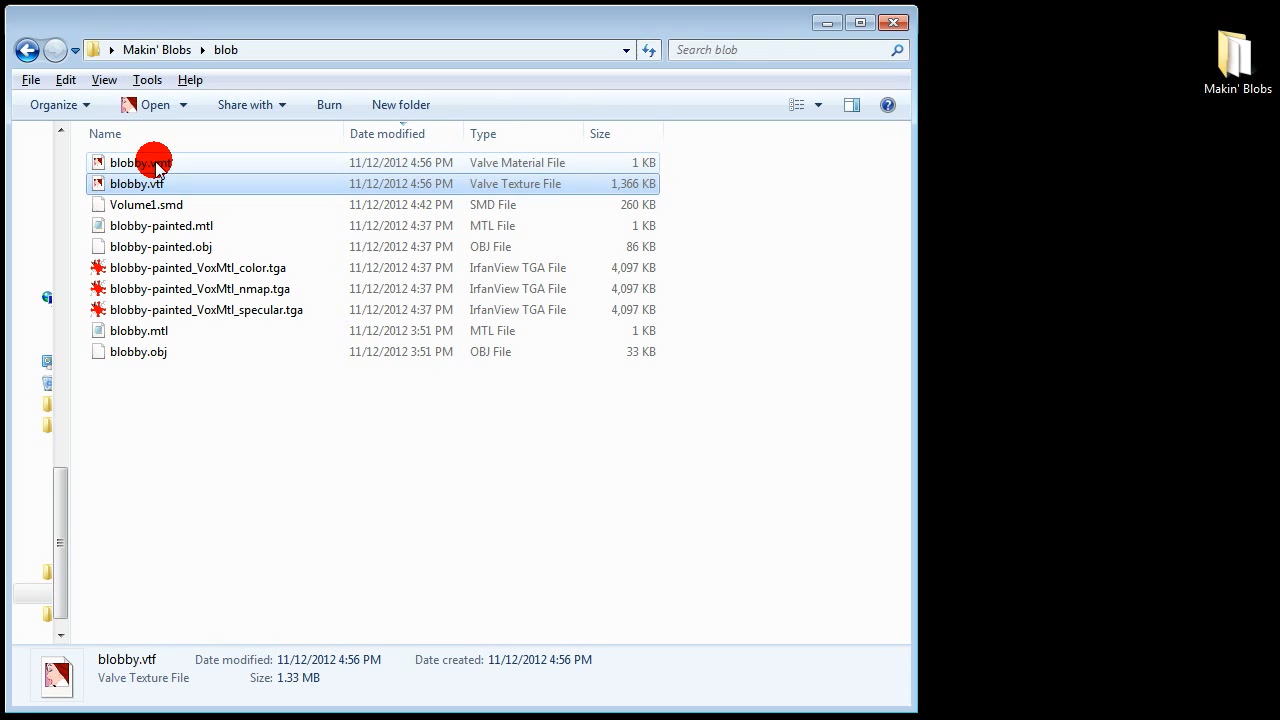 Makin' Blobs blob
Search blob
File Edit View Tools Help
Organize Open Share with Burn New folder
Name Date modified Type Size
11/12/2012 4:56 PM Valve Material File 1 KB
blobby.vtf 11/12/2012 4:56 PM Valve Texture File 1,366 KB
Volume1.smd 11/12/2012 4:42 PM SMD File 260 KB
blobby-painted.mtl 11/12/2012 4:37 PM MTL File 1 KB
blobby-painted.obj 11/12/2012 4:37 PM OBJ File 86 KB
blobby-painted_VoxMtl_color.tga 11/12/2012 4:37 PM IrfanView TGA File 4,097 KB
blobby-painted_VoxMtl_nmap.tga 11/12/2012 4:37 PM IrfanView TGA File 4,097 KB
blobby-painted_VoxMtl_specular.tga 11/12/2012 4:37 PM IrfanView TGA File 4,097 KB
blobby.mtl 11/12/2012 3:51 PM MTL File 1 KB
blobby.obj 11/12/2012 3:51 PM OBJ File 33 KB
blobby.vtf Date modified: 11/12/2012 4:56 PM Date created: 11/12/2012 4:56 PM
Valve Texture File Size: 1.33 MB
Makin' Blobs